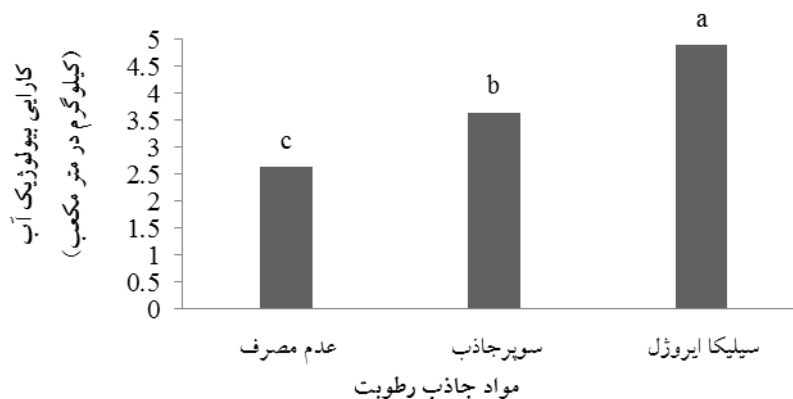 کارایی بیولوژیک آب
(کیلوگرم در متر مکعب)
5
4.5
4
3.5
3
2.5
2
1.5
1
0.5
0
c
b
a
عدم مصرف
سوپرجاذب
سیلیکا ایروژل
مواد جاذب رطوبت